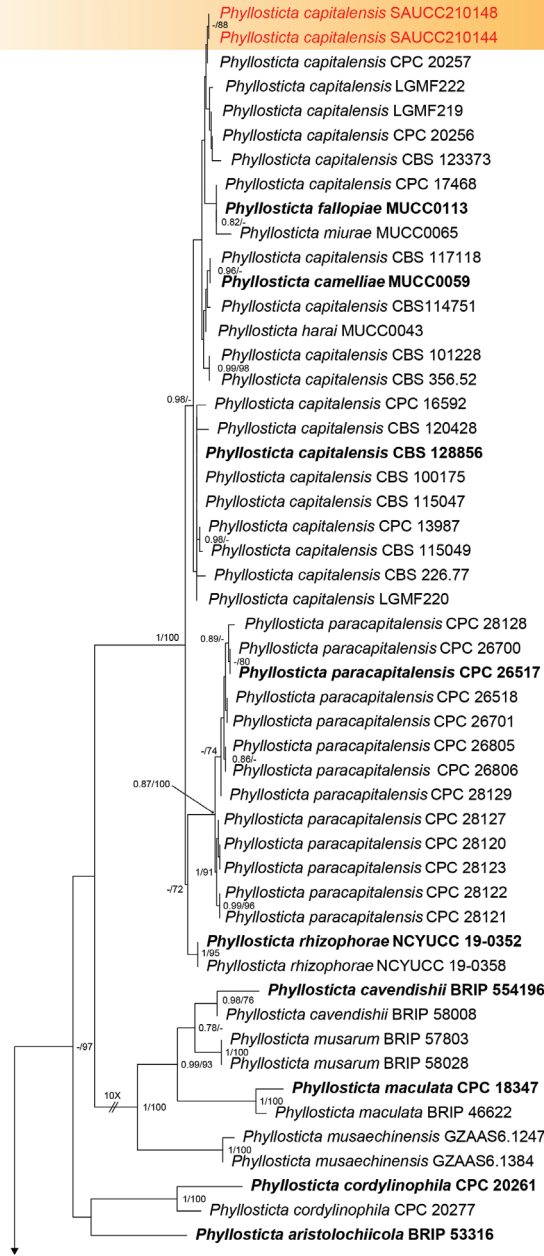 Phyllosticta capitalensis SAUCC210148
-/88
Phyllosticta capitalensis SAUCC210144
Phyllosticta capitalensis CPC 20257
Phyllosticta capitalensis LGMF222
Phyllosticta capitalensis LGMF219
Phyllosticta capitalensis CPC 20256
Phyllosticta capitalensis CBS 123373
Phyllosticta capitalensis CPC 17468
Phyllosticta fallopiae MUCC0113
0.82/-
Phyllosticta miurae MUCC0065
Phyllosticta capitalensis CBS 117118
0.96/-
Phyllosticta camelliae MUCC0059
Phyllosticta capitalensis CBS114751
Phyllosticta harai MUCC0043
Phyllosticta capitalensis CBS 101228
0.99/98
Phyllosticta capitalensis CBS 356.52
0.98/-
Phyllosticta capitalensis CPC 16592
Phyllosticta capitalensis CBS 120428
Phyllosticta capitalensis CBS 128856
Phyllosticta capitalensis CBS 100175
Phyllosticta capitalensis CBS 115047
Phyllosticta capitalensis CPC 13987
0.98/-
Phyllosticta capitalensis CBS 115049
Phyllosticta capitalensis CBS 226.77
Phyllosticta capitalensis LGMF220
Phyllosticta paracapitalensis CPC 28128
1/100
0.89/-
Phyllosticta paracapitalensis CPC 26700
-/80
Phyllosticta paracapitalensis CPC 26517
Phyllosticta paracapitalensis CPC 26518
Phyllosticta paracapitalensis CPC 26701
Phyllosticta paracapitalensis CPC 26805
-/74
0.86/-
Phyllosticta paracapitalensis CPC 26806
0.87/100
Phyllosticta paracapitalensis CPC 28129
Phyllosticta paracapitalensis CPC 28127
Phyllosticta paracapitalensis CPC 28120
1/91
Phyllosticta paracapitalensis CPC 28123
-/72
Phyllosticta paracapitalensis CPC 28122
0.99/96
Phyllosticta paracapitalensis CPC 28121
Phyllosticta rhizophorae NCYUCC 19-0352
1/95
Phyllosticta rhizophorae NCYUCC 19-0358
Phyllosticta cavendishii BRIP 554196
0.98/76
Phyllosticta cavendishii BRIP 58008
0.78/-
Phyllosticta musarum BRIP 57803
-/97
1/100
0.99/93
Phyllosticta musarum BRIP 58028
Phyllosticta maculata CPC 18347
10X
1/100
1/100
Phyllosticta maculata BRIP 46622
Phyllosticta musaechinensis GZAAS6.1247
1/100
Phyllosticta musaechinensis GZAAS6.1384
Phyllosticta cordylinophila CPC 20261
1/100
Phyllosticta cordylinophila CPC 20277
Phyllosticta aristolochiicola BRIP 53316